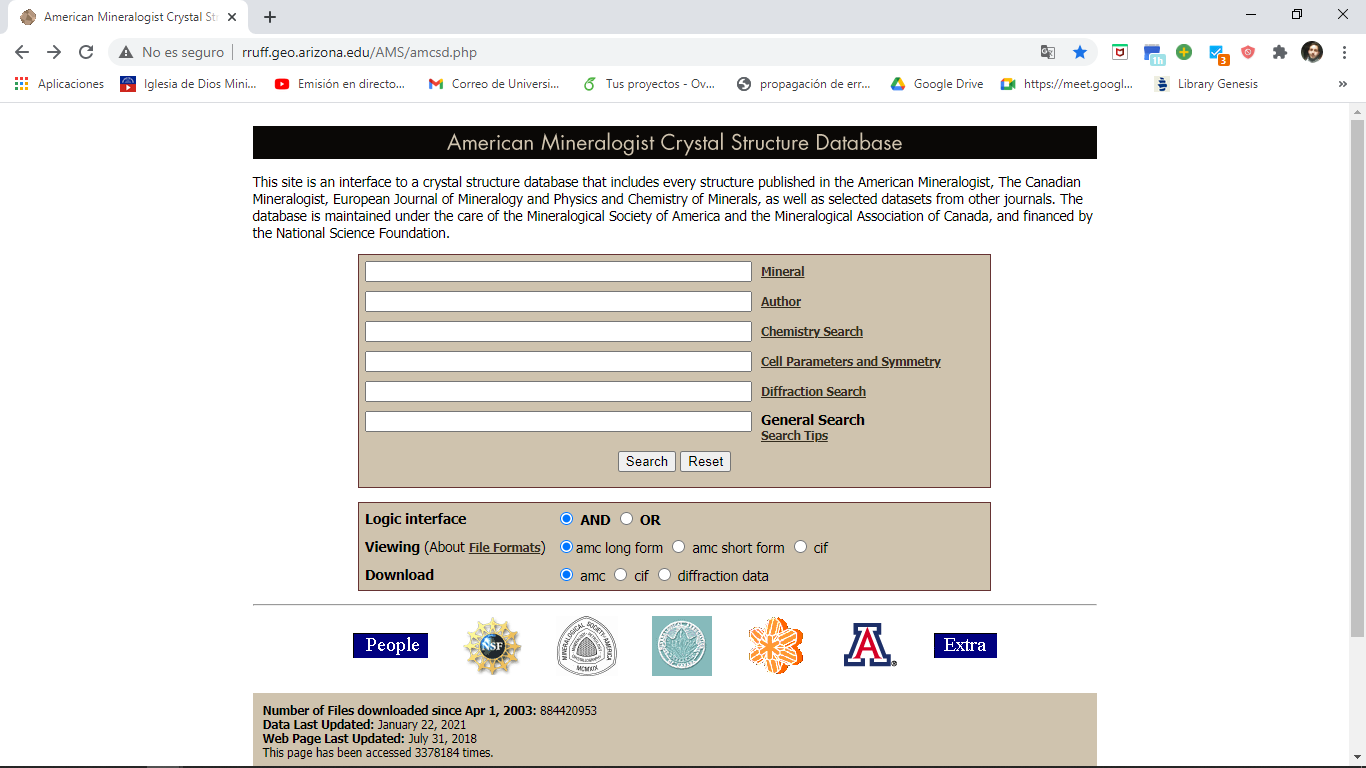 American Mineralogist Crystal St
No es seguro rruff.geo.arizona.edu/AMS/amcsd.php
1h 3
Aplicaciones Iglesia de Dios Mini... Emisión en directo... Correo de Universi... Tus proyectos - Ov... propagación de err... Google Drive https://meet.googl... Library Genesis »
American Mineralogist Crystal Structure Database
This site is an interface to a crystal structure database that includes every structure published in the American Mineralogist, The Canadian
Mineralogist, European Journal of Mineralogy and Physics and Chemistry of Minerals, as well as selected datasets from other journals. The
database is maintained under the care of the Mineralogical Society of America and the Mineralogical Association of Canada, and financed by
the National Science Foundation.
Mineral
Author
Chemistry Search
Cell Parameters and Symmetry
Diffraction Search
General Search
Search Tips
Search Reset
Logic interface AND OR
Viewing (About File Formats) amc long form amc short form cif
Download amc cif diffraction data
People NSF MINERALOGICAL SOCIETY OF AMERICA MCMXIX A Extra
Number of Files downloaded since Apr 1, 2003: 884420953
Data Last Updated: January 22, 2021
Web Page Last Updated: July 31, 2018
This page has been accessed 3378184 times.